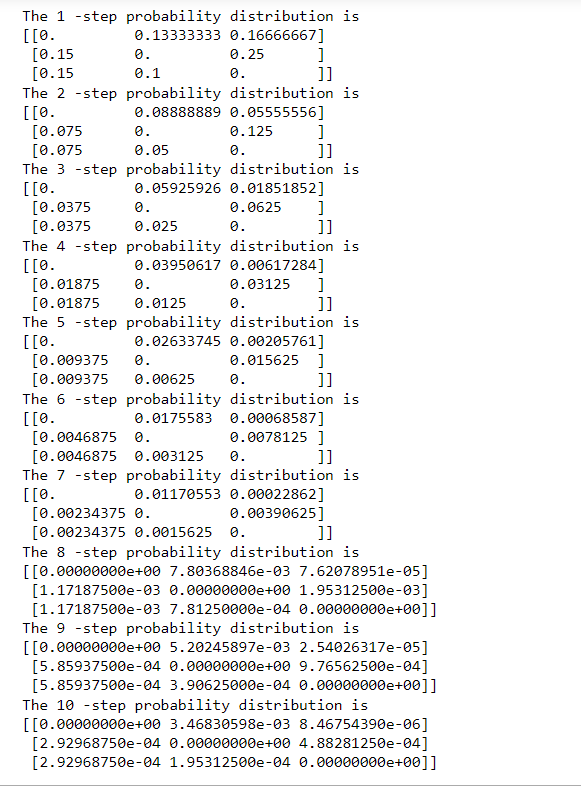 The 1 -step probability distribution is
[[0.         0.13333333 0.16666667]
 [0.15       0.         0.25      ]
 [0.15       0.1        0.        ]]
The 2 -step probability distribution is
[[0.         0.08888889 0.05555556]
 [0.075      0.         0.125     ]
 [0.075      0.05       0.        ]]
The 3 -step probability distribution is
[[0.         0.05925926 0.01851852]
 [0.0375     0.         0.0625    ]
 [0.0375     0.025      0.        ]]
The 4 -step probability distribution is
[[0.         0.03950617 0.00617284]
 [0.01875    0.         0.03125   ]
 [0.01875    0.0125     0.        ]]
The 5 -step probability distribution is
[[0.         0.02633745 0.00205761]
 [0.009375   0.         0.015625  ]
 [0.009375   0.00625    0.        ]]
The 6 -step probability distribution is
[[0.         0.0175583  0.00068587]
 [0.0046875  0.         0.0078125 ]
 [0.0046875  0.003125   0.        ]]
The 7 -step probability distribution is
[[0.         0.01170553 0.00022862]
 [0.00234375 0.         0.00390625]
 [0.00234375 0.0015625  0.        ]]
The 8 -step probability distribution is
[[0.00000000e+00 7.80368846e-03 7.62078951e-05]
 [1.17187500e-03 0.00000000e+00 1.95312500e-03]
 [1.17187500e-03 7.81250000e-04 0.00000000e+00]]
The 9 -step probability distribution is
[[0.00000000e+00 5.20245897e-03 2.54026317e-05]
 [5.85937500e-04 0.00000000e+00 9.76562500e-04]
 [5.85937500e-04 3.90625000e-04 0.00000000e+00]]
The 10 -step probability distribution is
[[0.00000000e+00 3.46830598e-03 8.46754390e-06]
 [2.92968750e-04 0.00000000e+00 4.88281250e-04]
 [2.92968750e-04 1.95312500e-04 0.00000000e+00]]